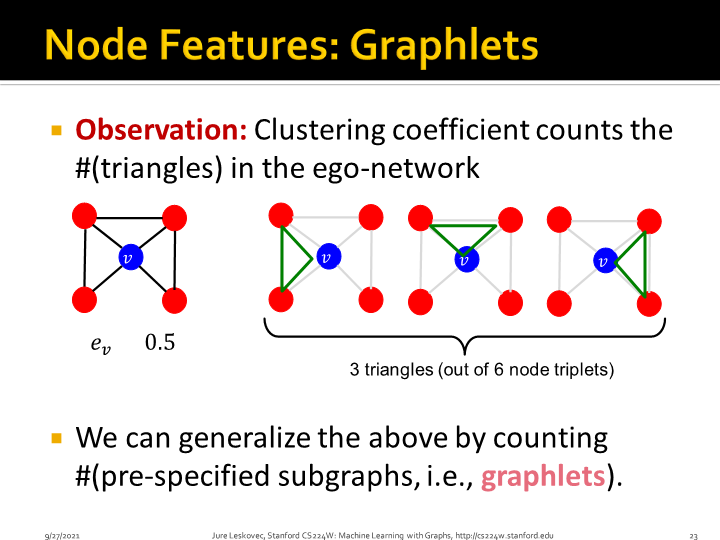 Node Features: Graphlets
Observation: Clustering coefficient counts the
#(triangles) in the ego-network
v
v
v
v
e_v 0.5
3 triangles (out of 6 node triplets)
We can generalize the above by counting
#(pre-specified subgraphs, i.e., graphlets).
9/27/2021 Jure Leskovec, Stanford CS224W: Machine Learning with Graphs, http://cs224w.stanford.edu 23